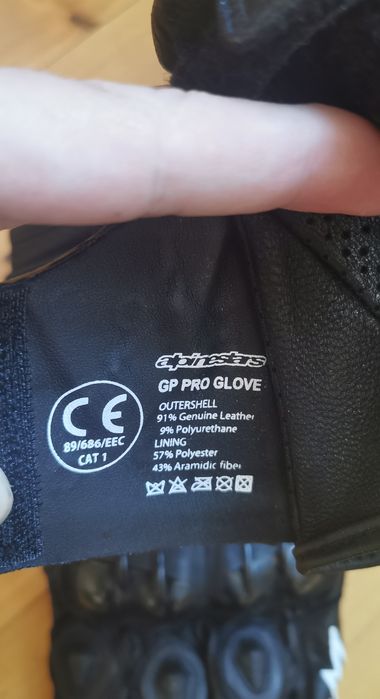 alpinestars
GP PRO GLOVE
OUTERSHELL
91% Genuine Leather
9% Polyurethane
LINING
57% Polyester
43% Aramidic fiber
CE
89/686/EEC
CAT 1